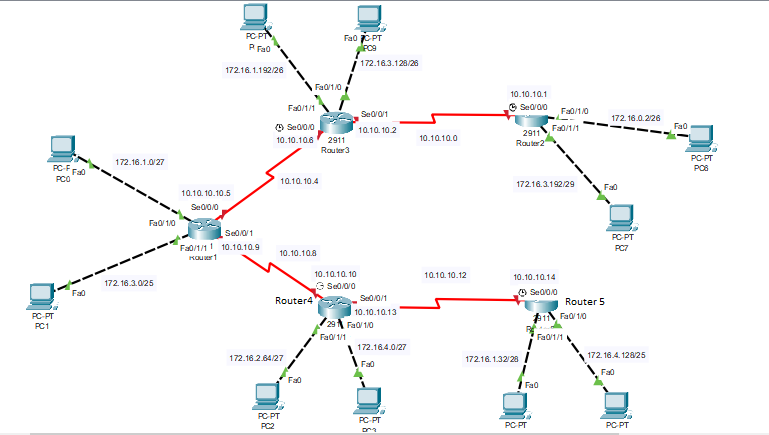 PC-PT
P Fa0
Fa0 PC-PT
PC9
172.16.1.192/26
172.16.3.128/26
Fa0/1/0
Fa0/1/1
Se0/0/1
Se0/0/0
10.10.10.2
10.10.10.6
2911
Router3
10.10.10.0
10.10.10.1
Se0/0/0
Fa0/1/0
172.16.0.2/26
Fa0
2911
Fa0/1/1
Router2
PC-PT
PC8
172.16.3.192/29
Fa0
PC-PT
PC7
172.16.1.0/27
PC-P
Fa0
PC0
10.10.10.4
10.10.10.10.5
Se0/0/0
Fa0/1/0
Se0/0/1
Fa0/1/1
1
10.10.10.9
Router1
10.10.10.8
172.16.3.0/25
Fa0
PC-PT
PC1
10.10.10.10
Se0/0/0
Router4
Se0/0/1
10.10.10.13
291
Fa0/1/0
Fa0/1/1
10.10.10.12
10.10.10.14
Se0/0/0
Router 5
2911
Fa0/1/0
Fa0/1/1
172.16.2.64/27
172.16.4.0/27
Fa0
Fa0
PC-PT
PC2
PC-PT
PC3
172.16.1.32/28
172.16.4.128/25
Fa0
Fa0
PC-PT
PC-PT